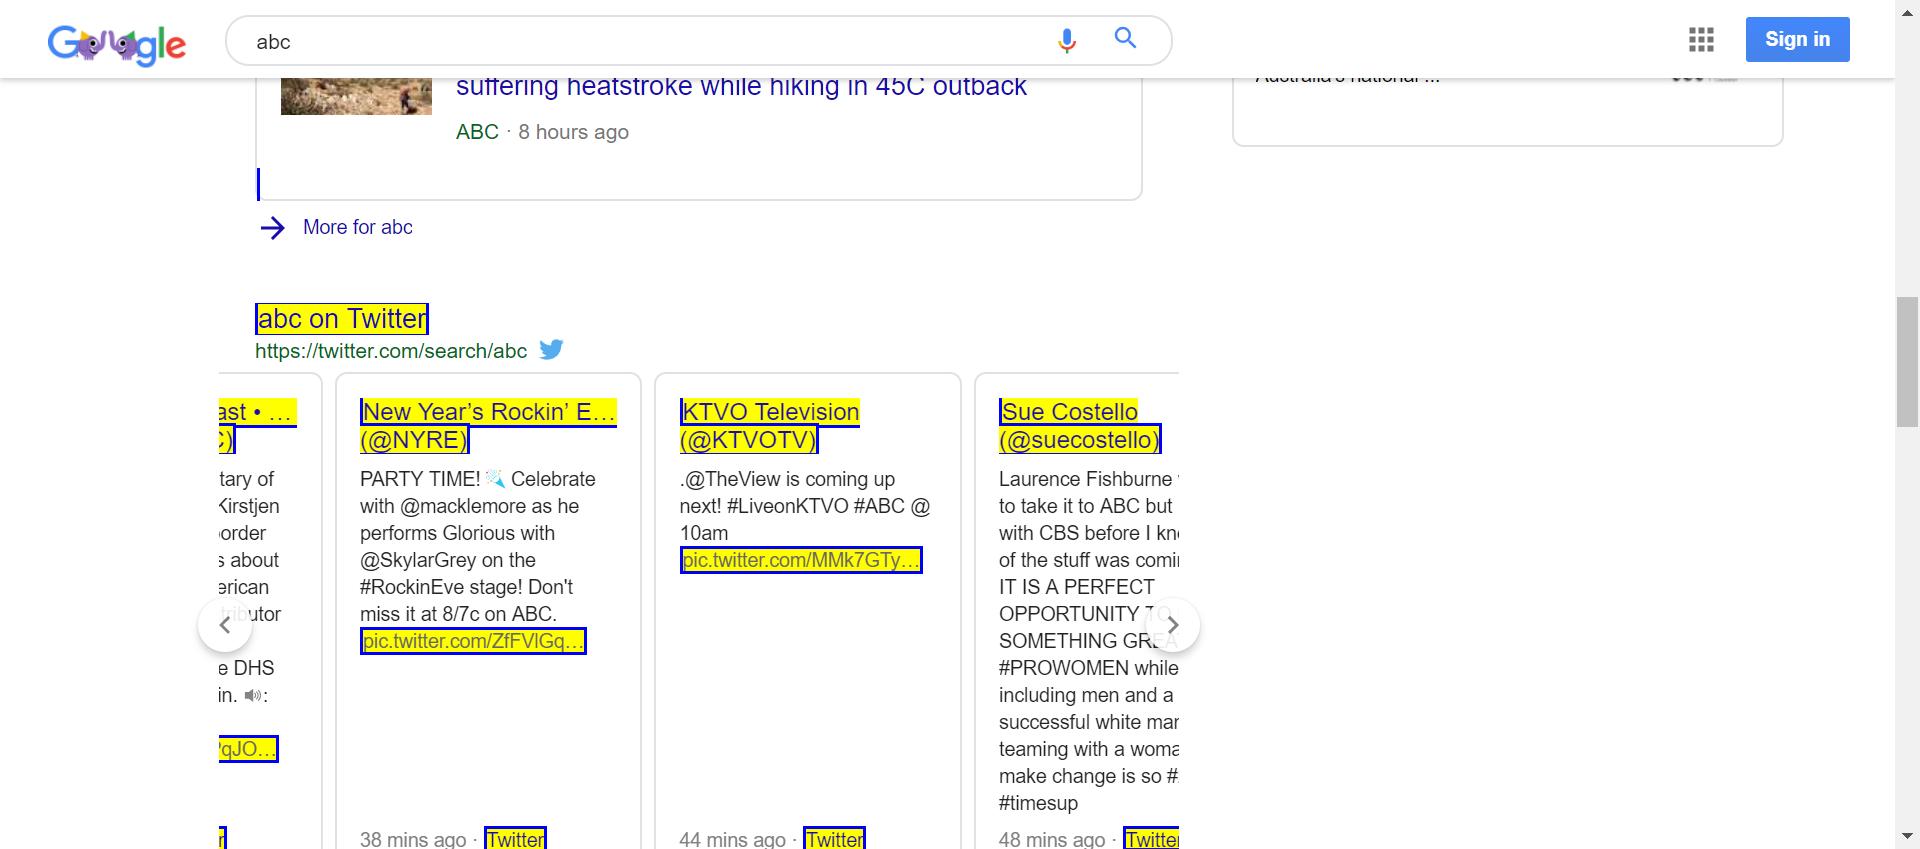 Google
abc
Sign in
suffering heatstroke while hiking in 45C outback
Australia's national ...
ABC · 8 hours ago
More for abc
abc on Twitter
https://twitter.com/search/abc
ast • ...
C)
tary of
Kirstjen
order
s about
erican
tributor
e DHS
in. 🔊:
qJO...
New Year's Rockin' E...
(@NYRE)
PARTY TIME! 🎉 Celebrate
with @macklemore as he
performs Glorious with
@SkylarGrey on the
#RockinEve stage! Don't
miss it at 8/7c on ABC.
pic.twitter.com/ZfFVlGq...
38 mins ago · Twitter
KTVO Television
(@KTVOTV)
.@TheView is coming up
next! #LiveonKTVO #ABC @
10am
pic.twitter.com/MMk7GTy...
44 mins ago · Twitter
Sue Costello
(@suecostello)
Laurence Fishburne
to take it to ABC but
with CBS before I kn
of the stuff was comi
IT IS A PERFECT
OPPORTUNITY TO
SOMETHING GREA
#PROWOMEN while
including men and a
successful white mar
teaming with a woma
make change is so #
#timesup
48 mins ago · Twitter